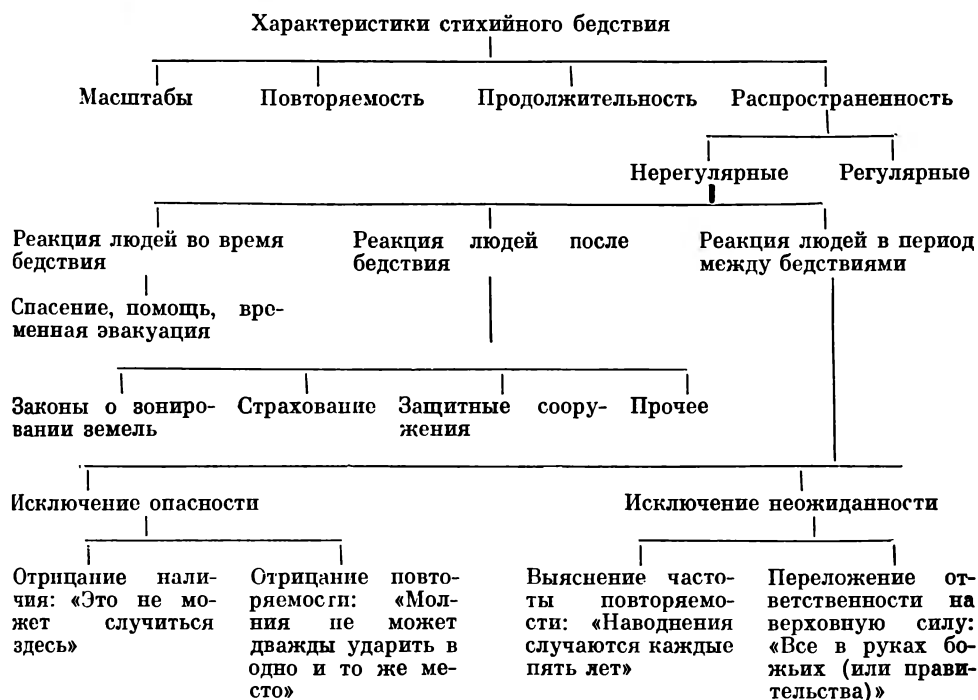 Характеристики стихийного бедствия
Масштабы Повторяемость Продолжительность Распространенность
Нерегулярные Регулярные
Реакция людей во время
бедствия
Реакция людей после
бедствия
Реакция людей в период
между бедствиями
Спасение, помощь, вре-
менная эвакуация
Законы о зониро-
вании земель
Страхование
Защитные соору-
жения
Прочее
Исключение опасности
Исключение неожиданности
Отрицание нали-
чия: «Это не мо-
жет случиться
здесь»
Отрицание повто-
ряемости: «Мол-
ния не может
дважды ударить в
одно и то же ме-
сто»
Выяснение часто-
ты повторяемо-
сти: «Наводнения
случаются каждые
пять лет»
Переложение от-
ветственности на
верховную силу:
«Все в руках бо-
жьих (или прави-
тельства)»